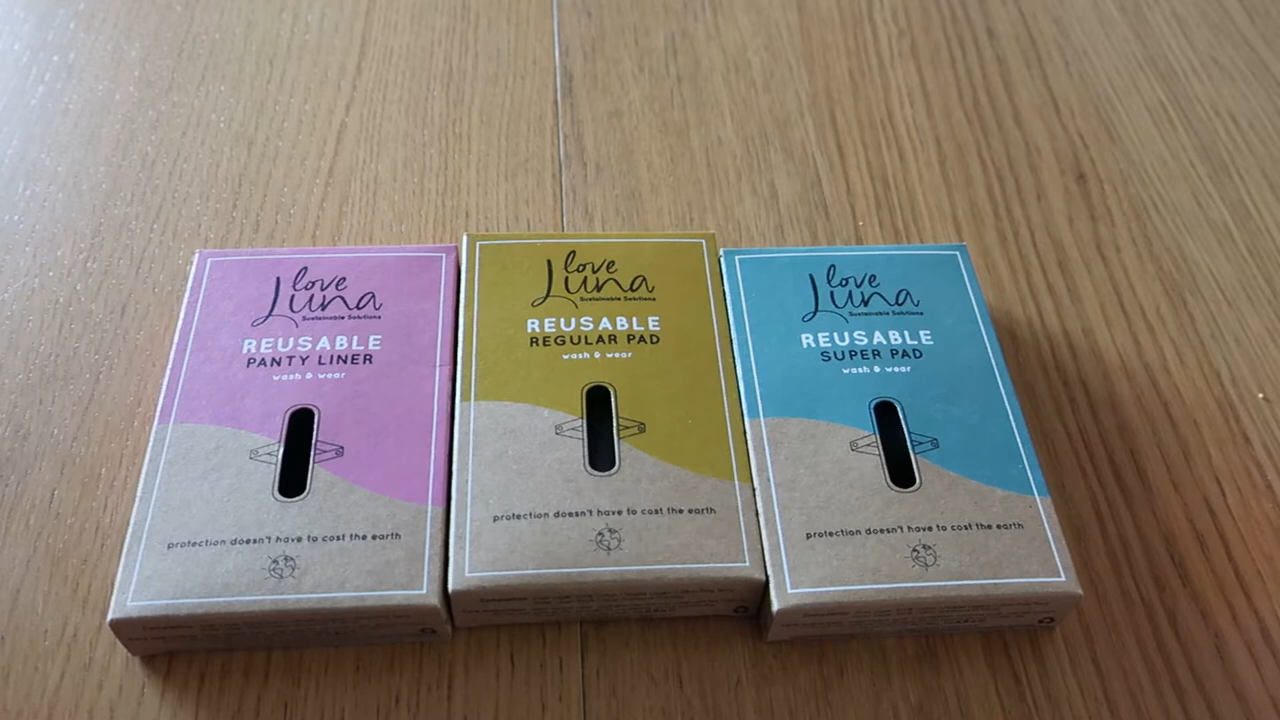 love
Luna
Sustainable Solutions
REUSABLE
PANTY LINER
wash & wear
protection doesn't have to cost the earth
love
Luna
Sustainable Solutions
REUSABLE
REGULAR PAD
wash & wear
protection doesn't have to cost the earth
love
Luna
Sustainable Solutions
REUSABLE
SUPER PAD
wash & wear
protection doesn't have to cost the earth